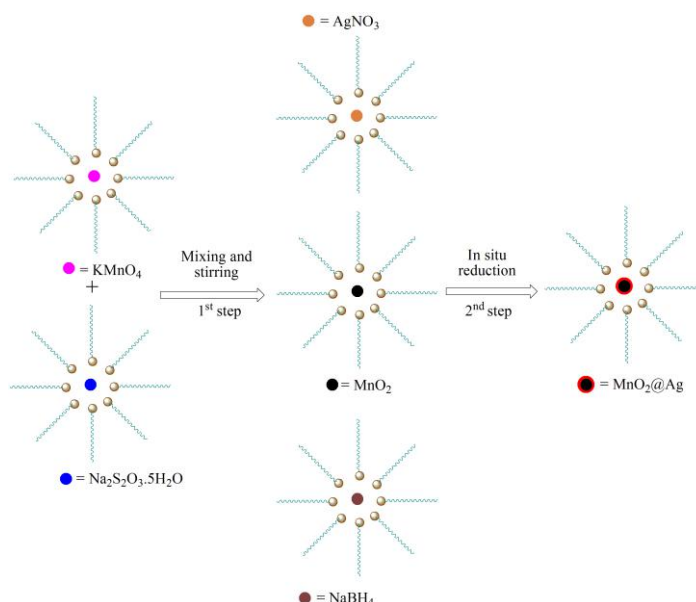 = AgNO₃
= KMnO₄
+
Mixing and
stirring
1ˢᵗ step
In situ
reduction
2ⁿᵈ step
= MnO₂
= MnO₂@Ag
= Na₂S₂O₃.5H₂O
= NaBH₄